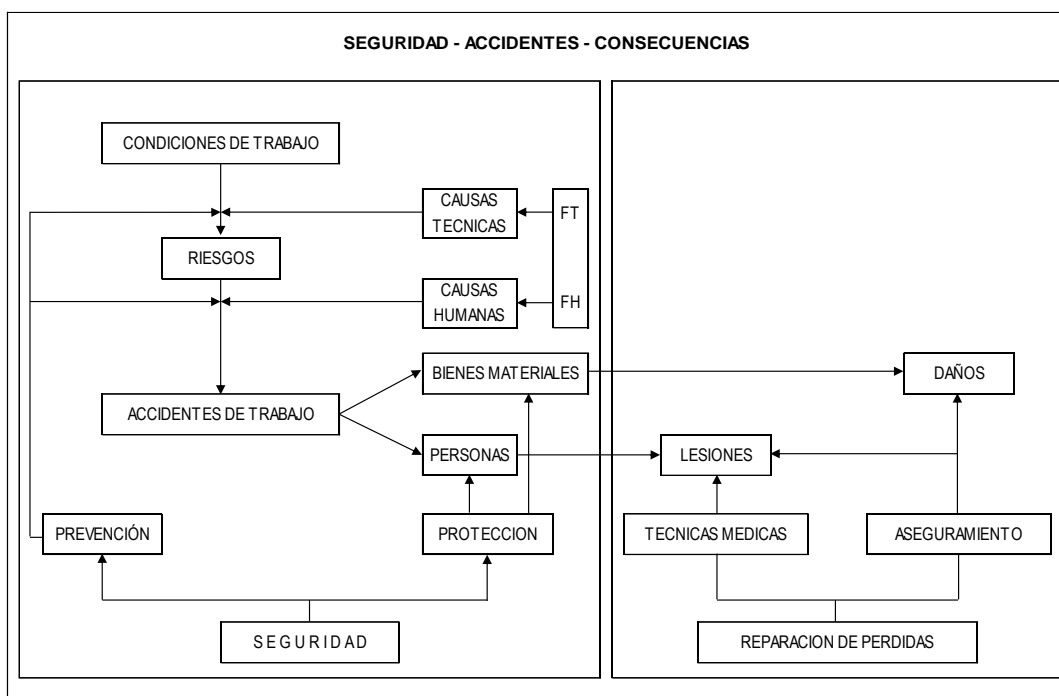 SEGURIDAD - ACCIDENTES - CONSECUENCIAS
CONDICIONES DE TRABAJO
CAUSAS
TECNICAS
FT
RIESGOS
CAUSAS
HUMANAS
FH
BIENES MATERIALES
DAÑOS
ACCIDENTES DE TRABAJO
PERSONAS
LESIONES
PREVENCIÓN
PROTECCION
TECNICAS MEDICAS
ASEGURAMIENTO
S E G U R I D A D
REPARACION DE PERDIDAS